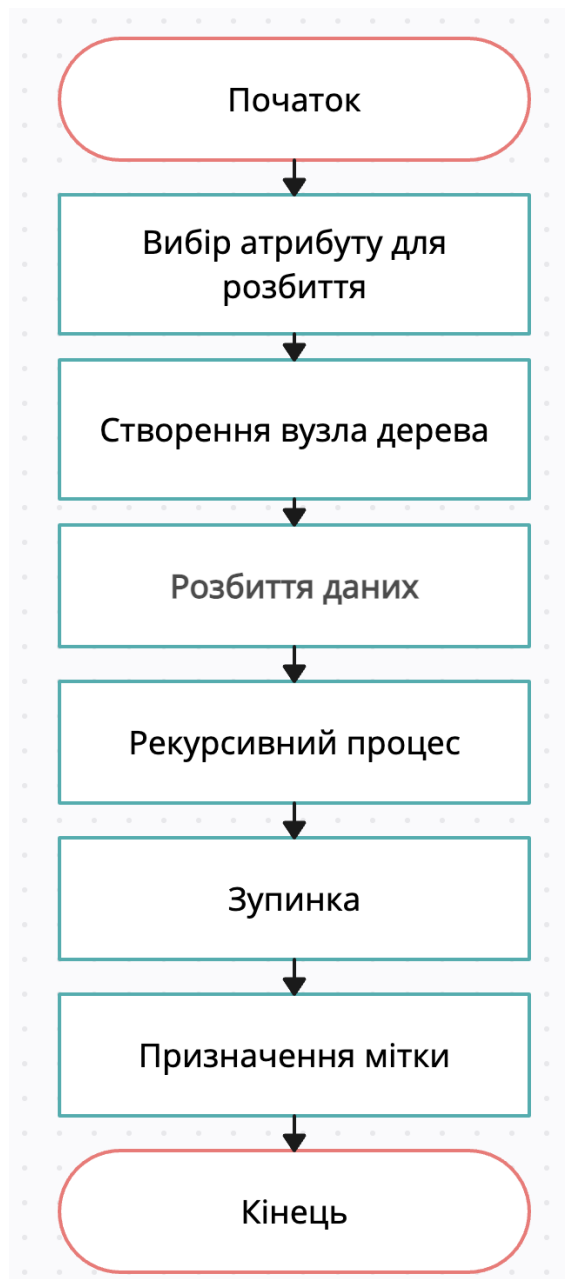 Початок
Вибір атрибуту для
розбиття
Створення вузла дерева
Розбиття даних
Рекурсивний процес
Зупинка
Призначення мітки
Кінець